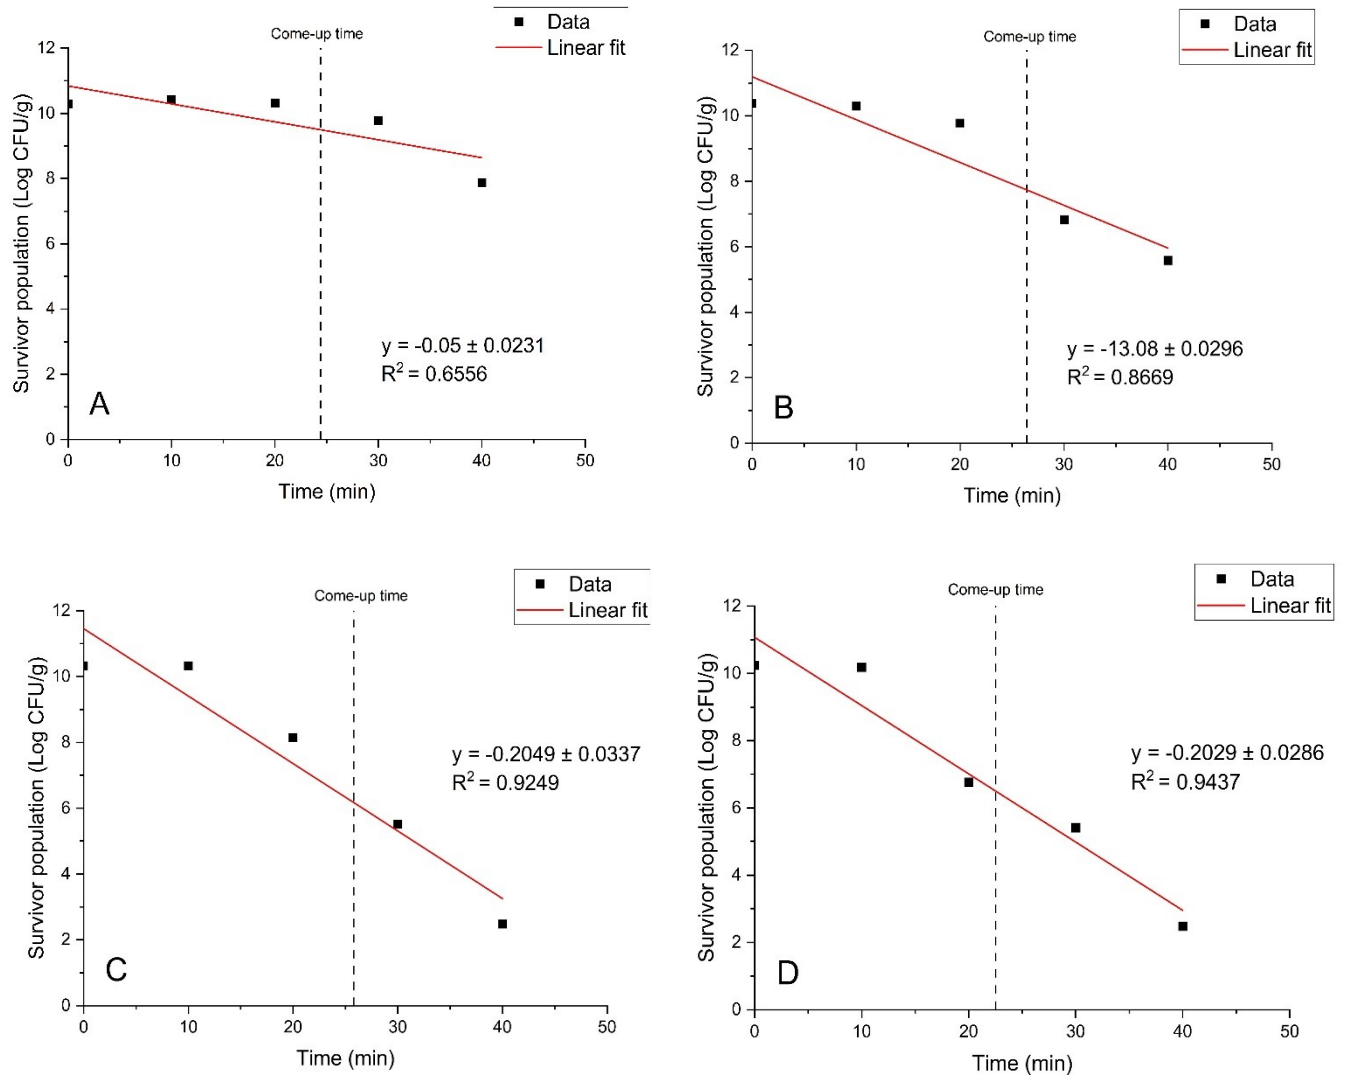 Data
Linear fit
Come-up time
12
10
8
6
4
2
0
Survivor population (Log CFU/g)
y = -0.05 ± 0.0231
R² = 0.6556
A
0 10 20 30 40 50
Time (min)
Data
Linear fit
Come-up time
12
10
8
6
4
2
0
Survivor population (Log CFU/g)
y = -13.08 ± 0.0296
R² = 0.8669
B
0 10 20 30 40 50
Time (min)
Data
Linear fit
Come-up time
12
10
8
6
4
2
0
Survivor population (Log CFU/g)
y = -0.2049 ± 0.0337
R² = 0.9249
C
0 10 20 30 40 50
Time (min)
Data
Linear fit
Come-up time
12
10
8
6
4
2
0
Survivor population (Log CFU/g)
y = -0.2029 ± 0.0286
R² = 0.9437
D
0 10 20 30 40 50
Time (min)